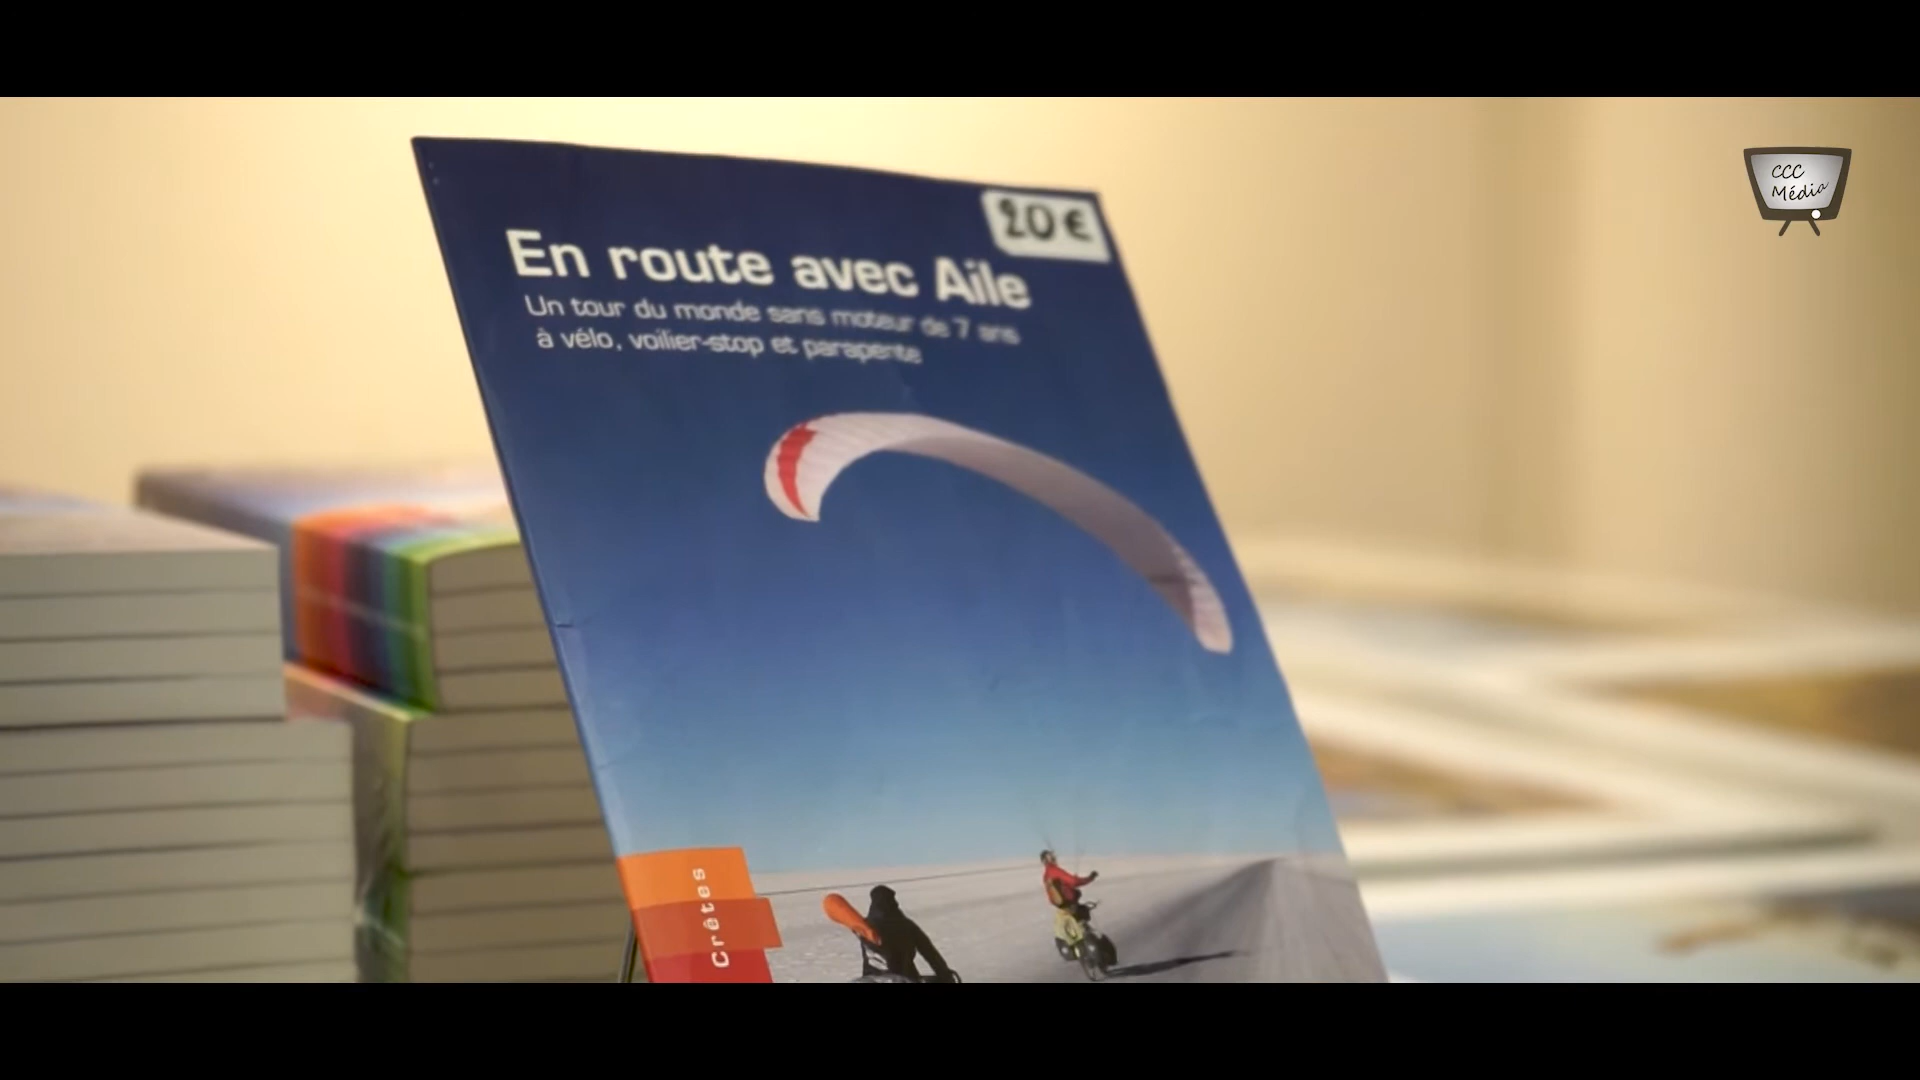 CCC
Média
20 €
En route avec Aile
Un tour du monde sans moteur de 7 ans
à vélo, voilier-stop et parapente
Crêtes